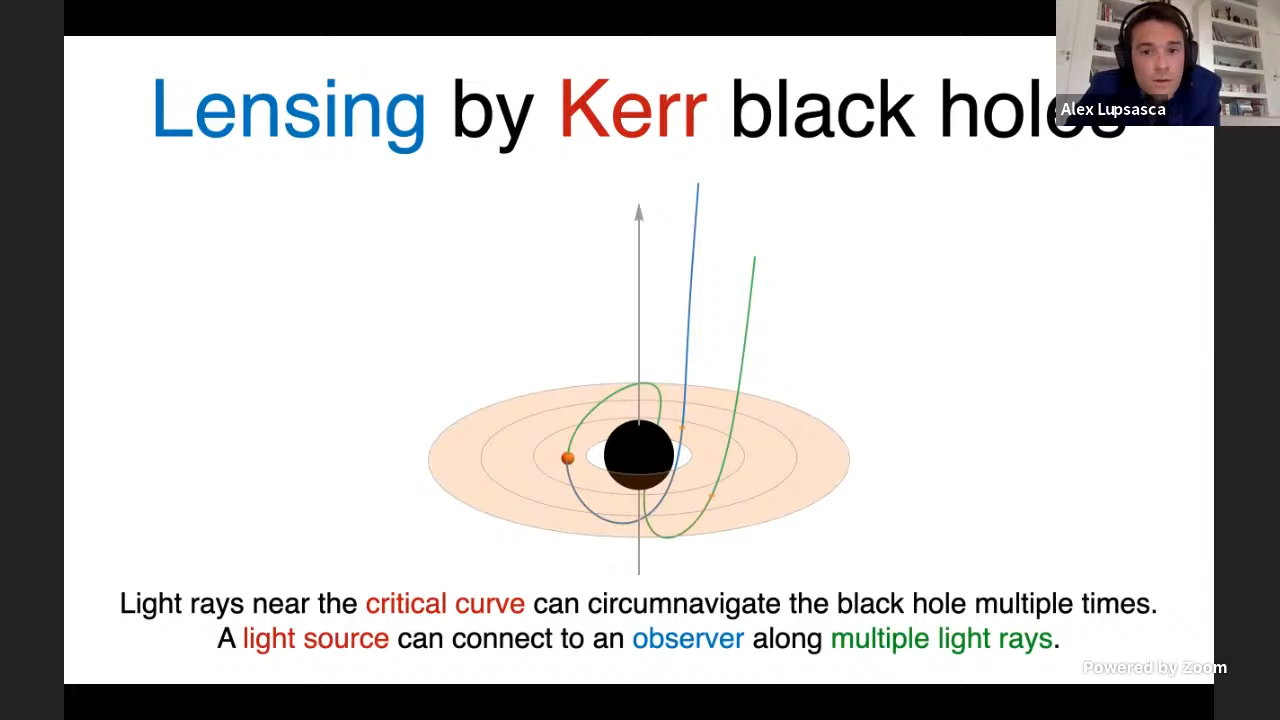 Lensing by Kerr black holes
Alex Lupsasca
Light rays near the critical curve can circumnavigate the black hole multiple times.
A light source can connect to an observer along multiple light rays.
Powered by Zoom